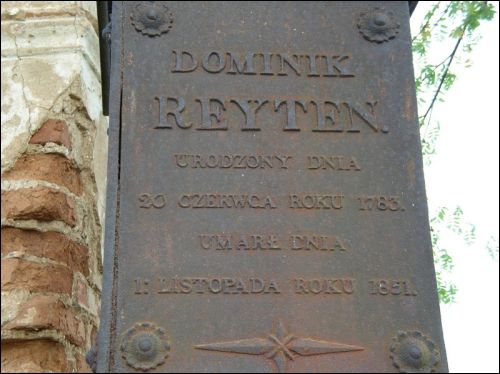 DOMINIK
REYTEN.
URODZONY DNIA
20 CZERWCA ROKU 1783.
UMARŁ DNIA
1: LISTOPADA ROKU 1851.